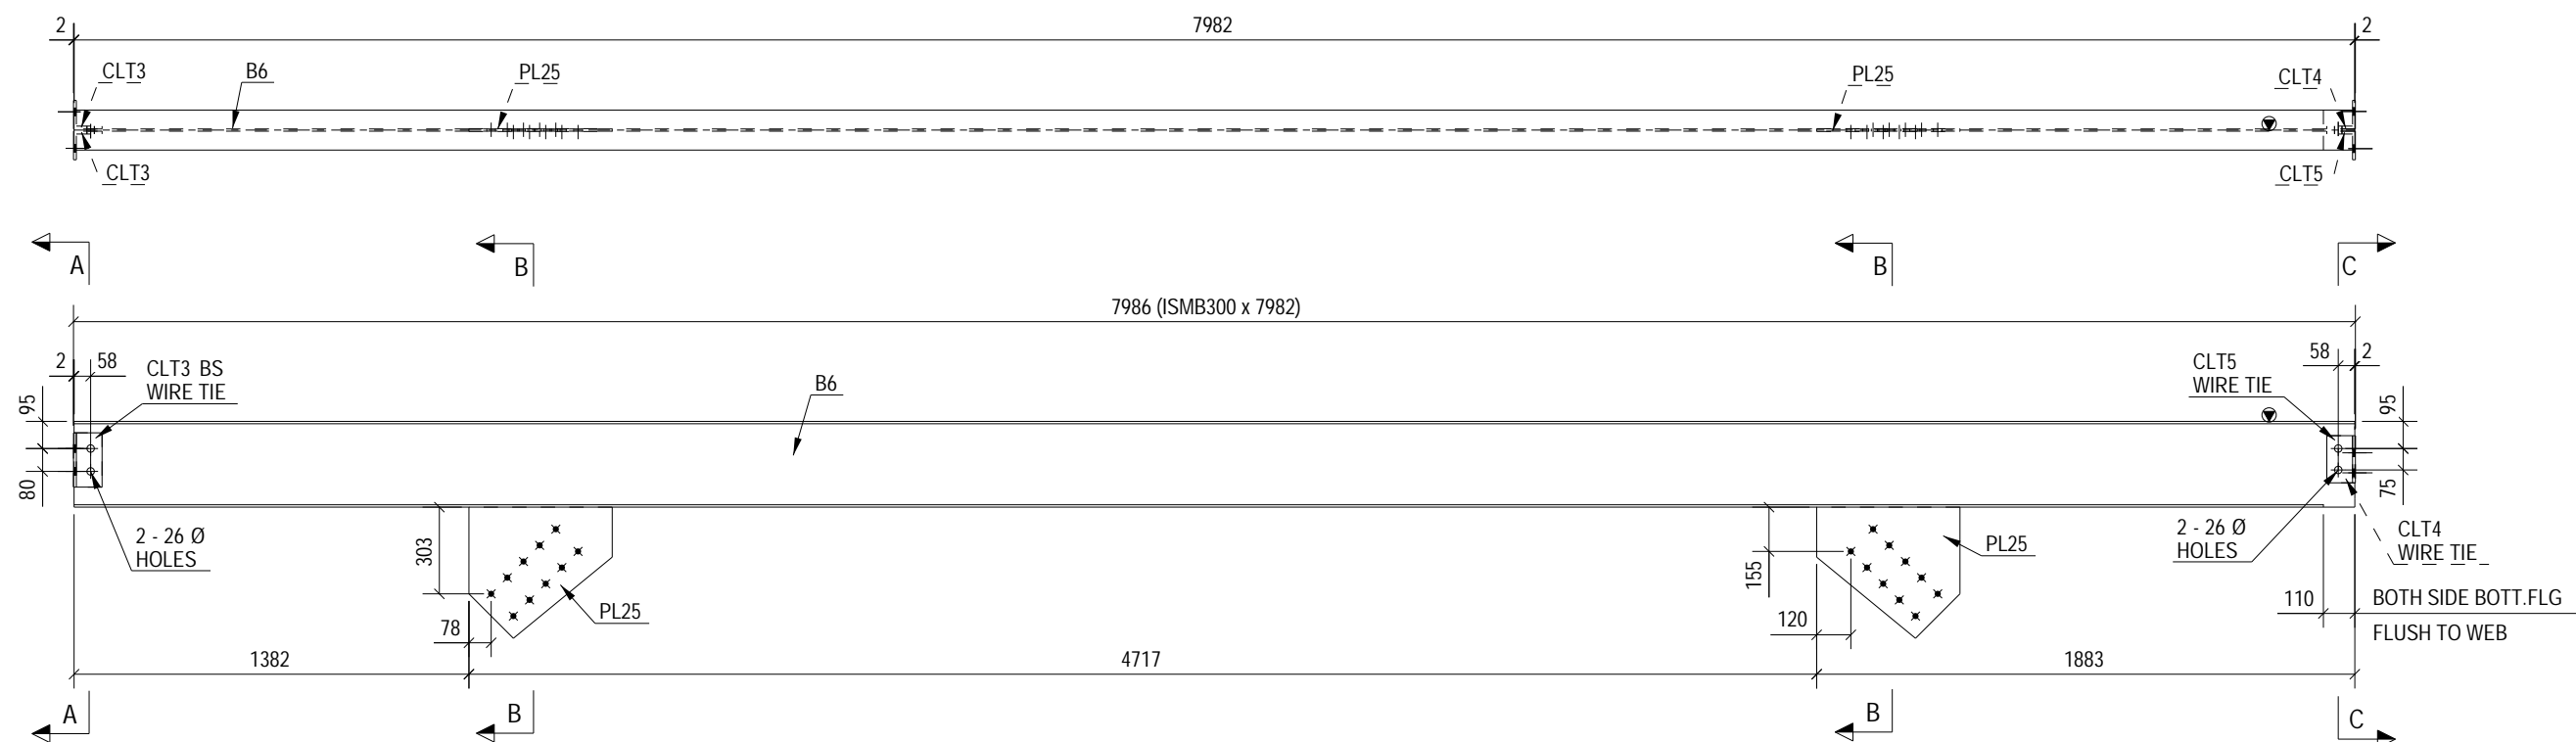 2
7982
2
CLT3
B6
PL25
PL25
CLT4
CLT3
CLT5
A
B
B
C
7986 (ISMB300 x 7982)
2
58
CLT3 BS
WIRE TIE
B6
CLT5
WIRE TIE
58
2
95
80
95
75
2 - 26 Ø
HOLES
303
PL25
78
155
PL25
120
2 - 26 Ø
HOLES
CLT4
WIRE TIE
110
BOTH SIDE BOTT.FLG
FLUSH TO WEB
1382
4717
1883
A
B
B
C